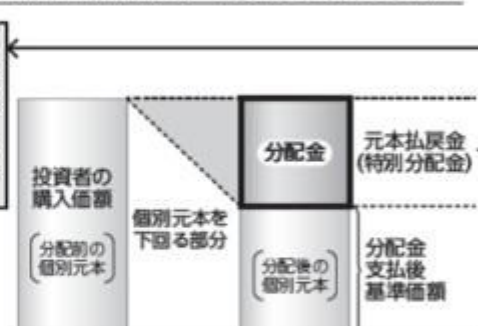 投資者の
購入価額
分配前の
個別元本
個別元本を
下回る部分
分配金
分配後の
個別元本
元本払戻金
(特別分配金)
分配金
支払後
基準価額